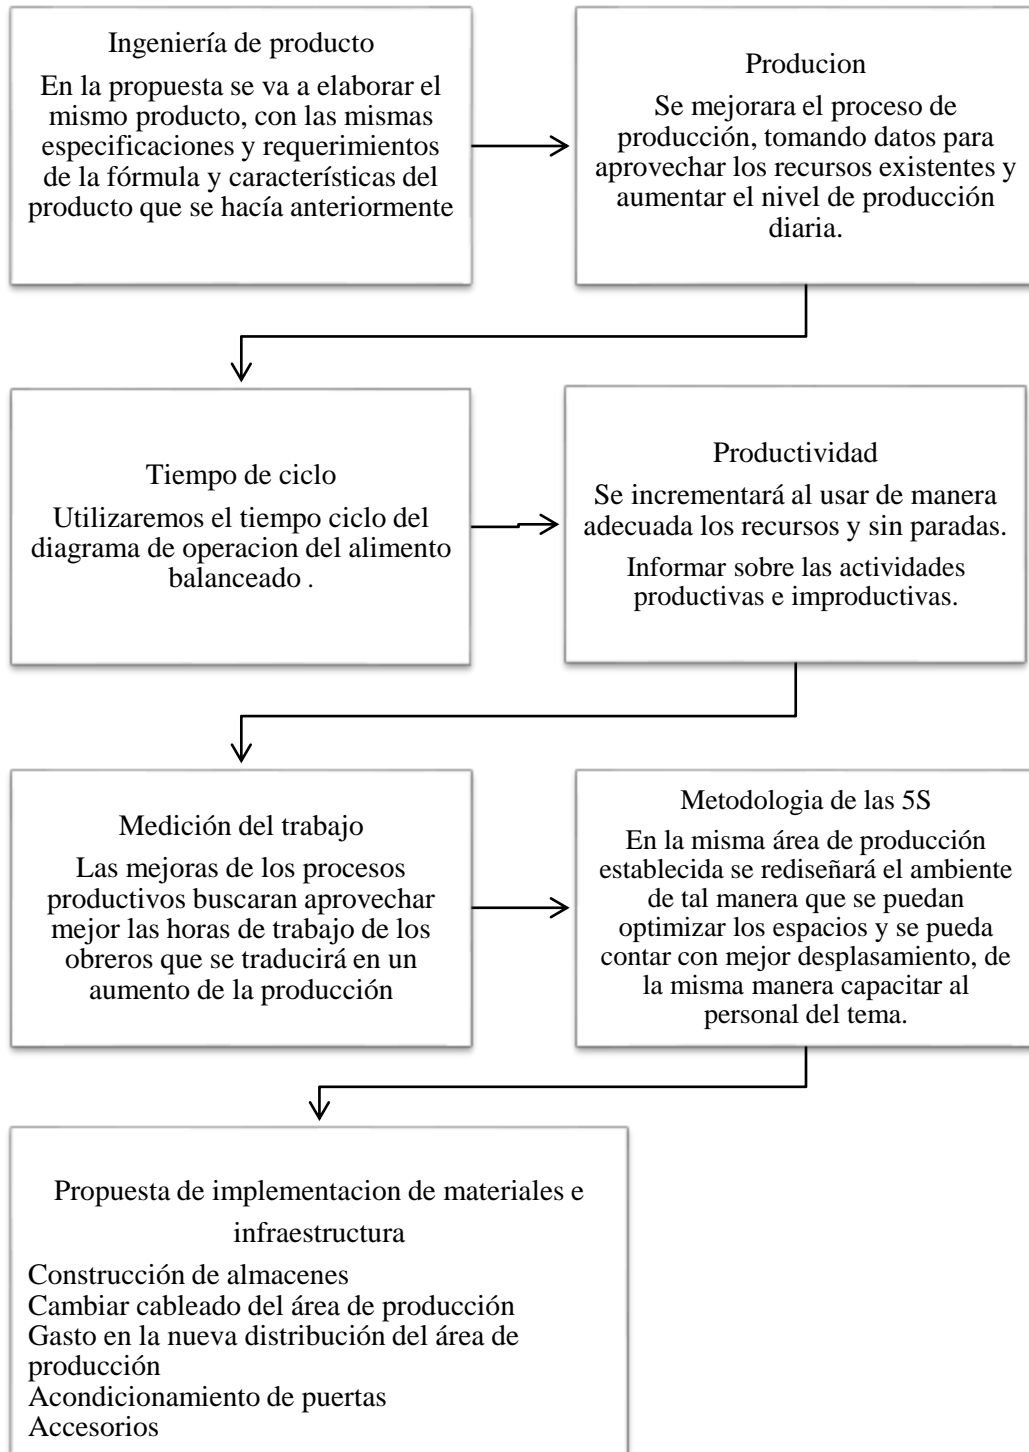 Ingeniería de producto
En la propuesta se va a elaborar el
mismo producto, con las mismas
especificaciones y requerimientos
de la fórmula y características del
producto que se hacía anteriormente
Producion
Se mejorara el proceso de
producción, tomando datos para
aprovechar los recursos existentes y
aumentar el nivel de producción
diaria.
Tiempo de ciclo
Utilizaremos el tiempo ciclo del
diagrama de operacion del alimento
balanceado .
Productividad
Se incrementará al usar de manera
adecuada los recursos y sin paradas.
Informar sobre las actividades
productivas e improductivas.
Medición del trabajo
Las mejoras de los procesos
productivos buscaran aprovechar
mejor las horas de trabajo de los
obreros que se traducirá en un
aumento de la producción
Metodologia de las 5S
En la misma área de producción
establecida se rediseñará el ambiente
de tal manera que se puedan
optimizar los espacios y se pueda
contar con mejor desplasamiento, de
la misma manera capacitar al
personal del tema.
Propuesta de implementacion de materiales e
infraestructura
Construcción de almacenes
Cambiar cableado del área de producción
Gasto en la nueva distribución del área de
producción
Acondicionamiento de puertas
Accesorios